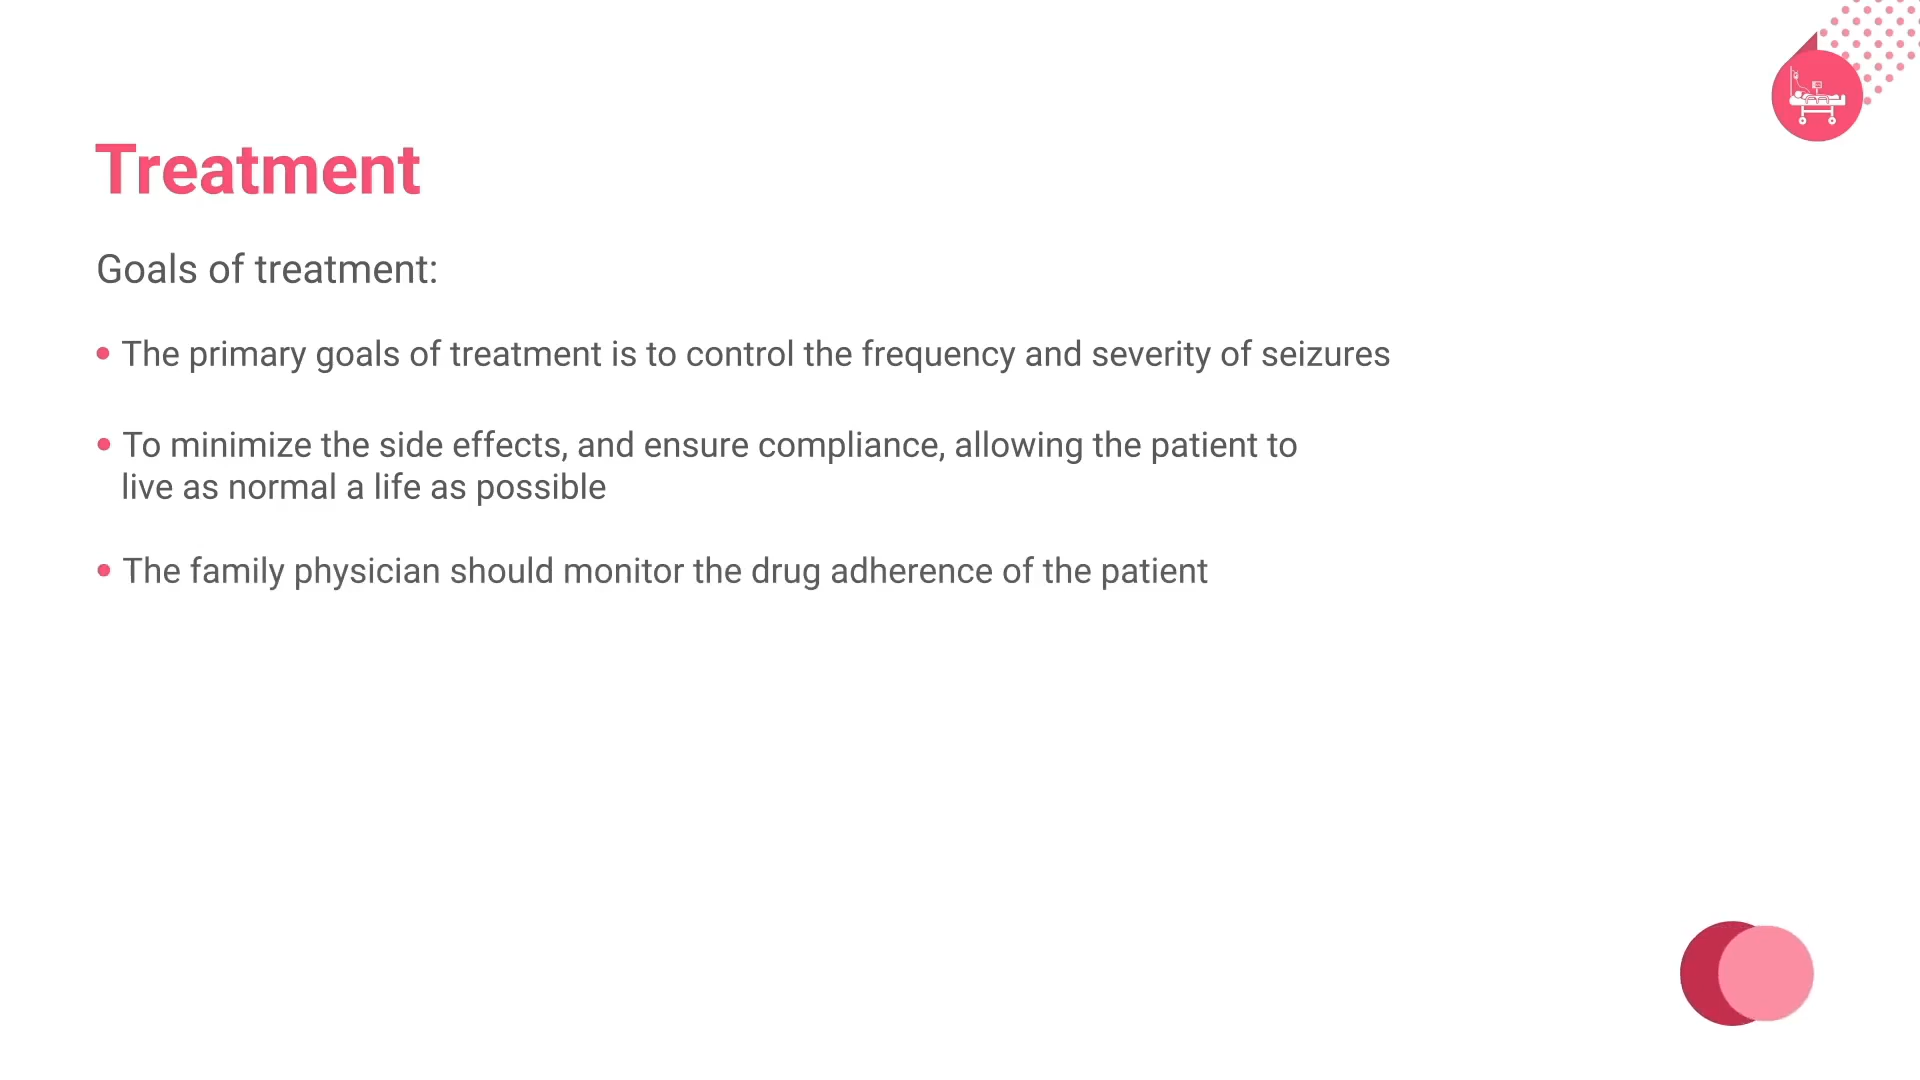 Treatment
Goals of treatment:
• The primary goals of treatment is to control the frequency and severity of seizures
• To minimize the side effects, and ensure compliance, allowing the patient to
live as normal a life as possible
• The family physician should monitor the drug adherence of the patient